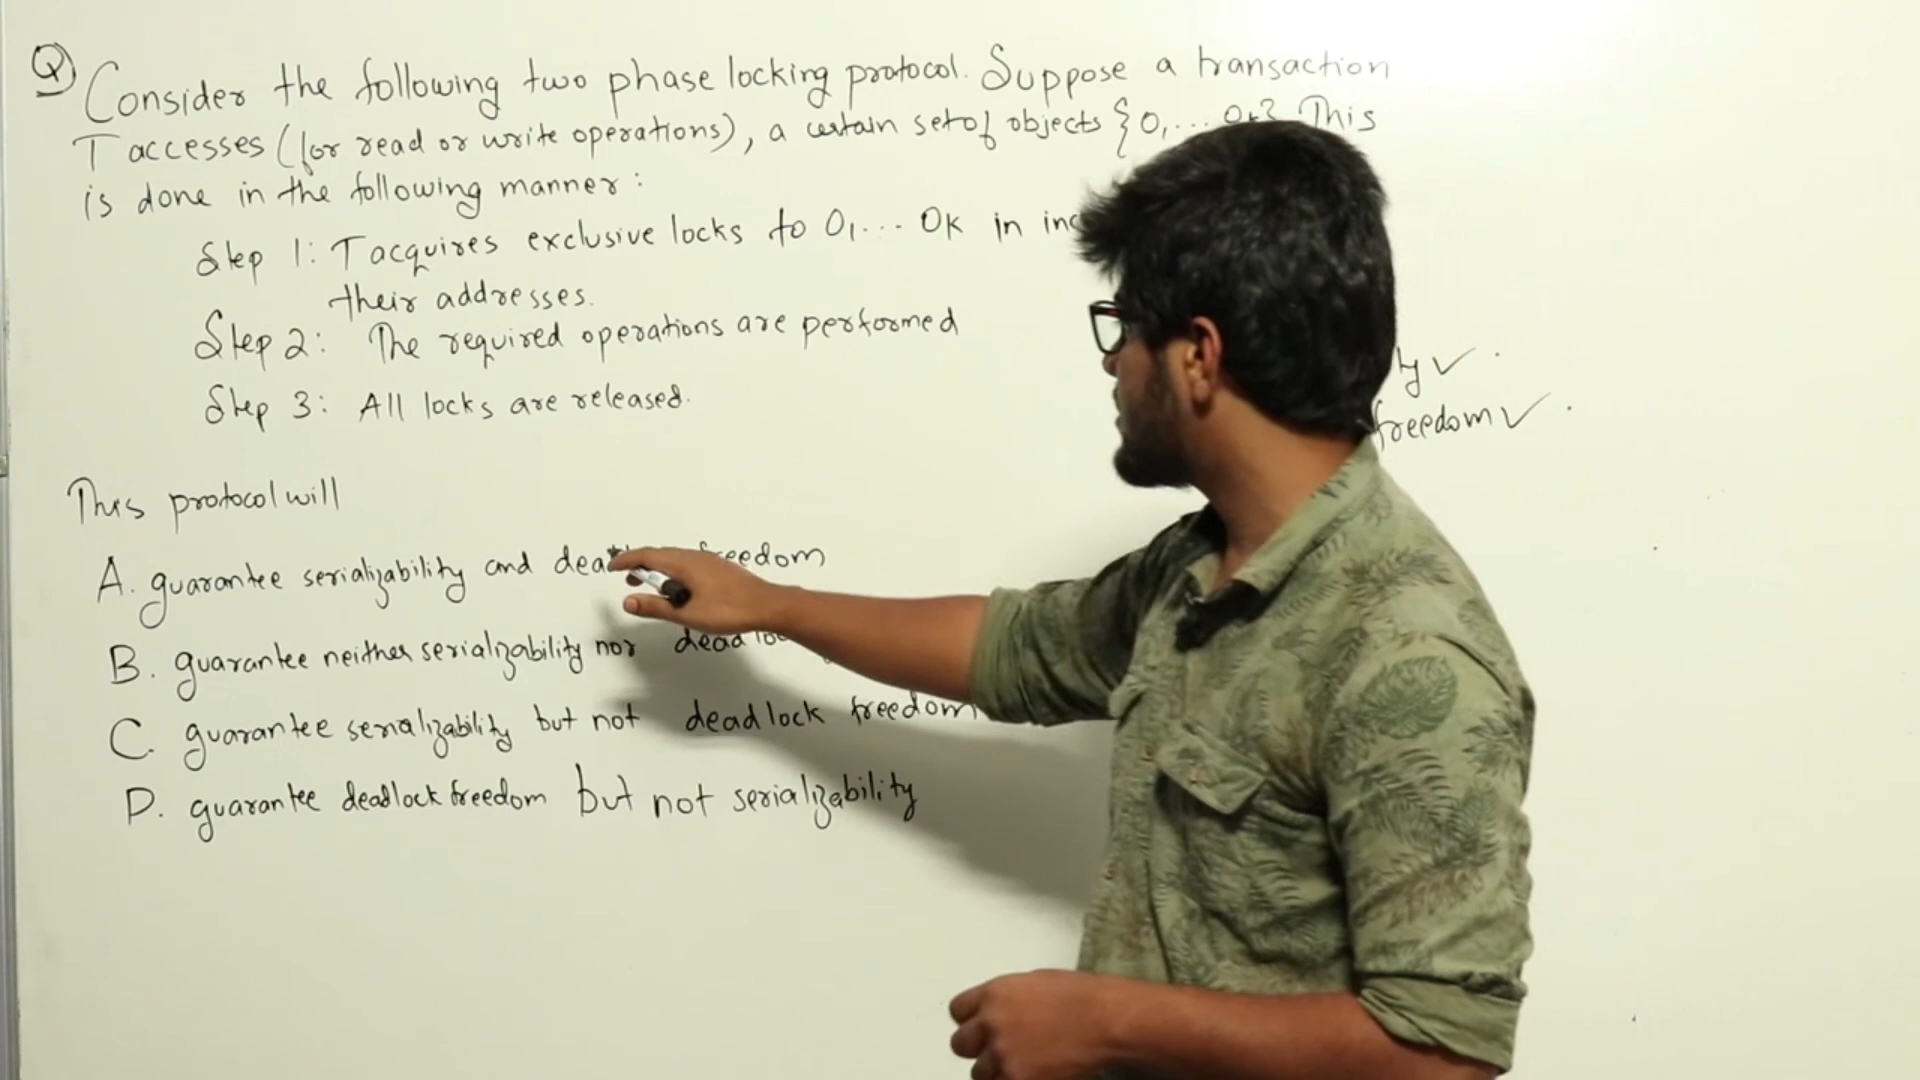 Q) Consider the following two phase locking protocol. Suppose a transaction
T accesses (for read or write operations), a certain set of objects {O1,... Ok} This
is done in the following manner:
Step 1: T acquires exclusive locks to O1,... Ok in
their addresses.
Step 2: The required operations are performed
Step 3: All locks are released.
freedom ✓.
This protocol will
A. guarantee serializability and freedom
B. guarantee neither serializability nor
C. guarantee serializability but not deadlock freedom
D. guarantee deadlock freedom but not serializability